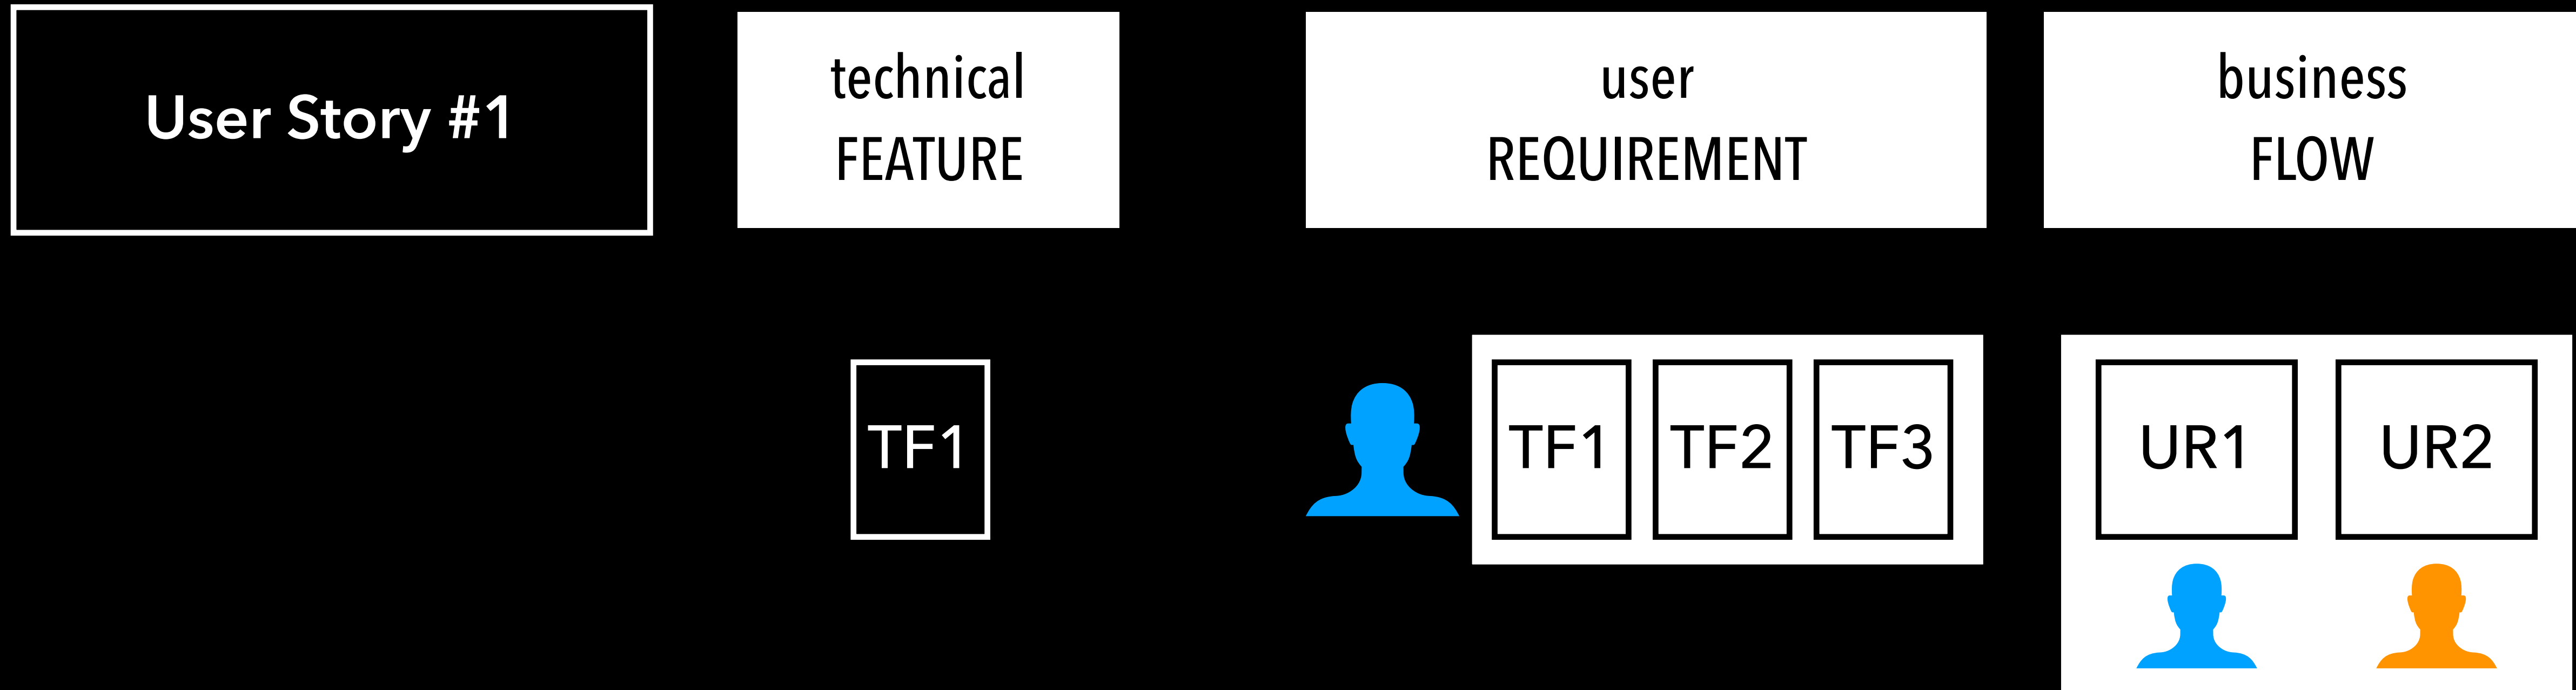 User Story #1
technical
FEATURE
user
REQUIREMENT
business
FLOW
TF1
TF1
TF2
TF3
UR1
UR2